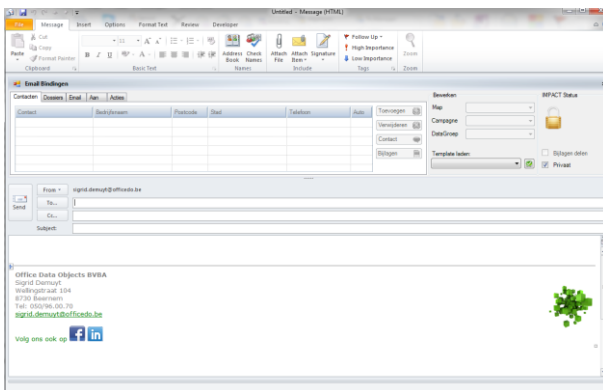 Untitled - Message (HTML)
File Message Insert Options Format Text Review Developer
Cut
Copy
Format Painter
Paste
Clipboard
B I U
Basic Text
Address Book
Check Names
Names
Attach File
Attach Item
Signature
Include
Follow Up
High Importance
Low Importance
Tags
Zoom
Zoom
Email Bindingen
Contacten Dossiers Email Aan Acties
Contact Bedrijfsnaam Postcode Stad Telefoon Auto
Toevoegen
Verwijderen
Contact
Bijlagen
Bewerken
Map
Campagne
DataGroep
Template laden:
IMPACT Status
Bijlagen delen
Privaat
Send
From sigrid.demuyt@officedo.be
To...
Cc...
Subject:
Office Data Objects BVBA
Sigrid Demuyt
Wellingstraat 104
8730 Beernem
Tel: 050/96.00.70
sigrid.demuyt@officedo.be
Volg ons ook op f in